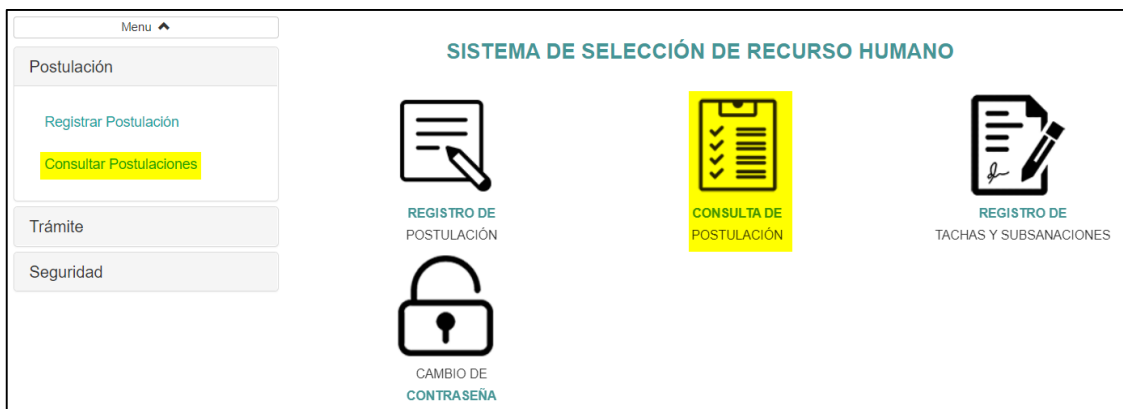 Menu
Postulación
Registrar Postulación
Consultar Postulaciones
Trámite
Seguridad
SISTEMA DE SELECCIÓN DE RECURSO HUMANO
REGISTRO DE
POSTULACIÓN
CONSULTA DE
POSTULACIÓN
REGISTRO DE
TACHAS Y SUBSANACIONES
CAMBIO DE
CONTRASEÑA